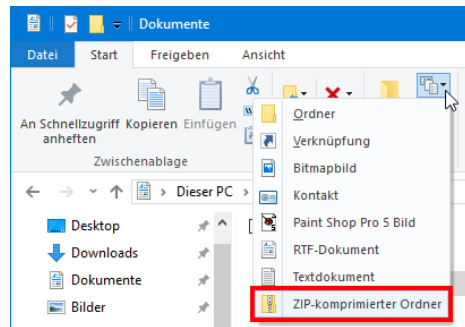 Dokumente
Datei Start Freigeben Ansicht
An Schnellzugriff Kopieren Einfügen
anheften
Zwischenablage
Ordner
Verknüpfung
Bitmapbild
Kontakt
Paint Shop Pro 5 Bild
RTF-Dokument
Textdokument
ZIP-komprimierter Ordner
Dieser PC
Desktop
Downloads
Dokumente
Bilder